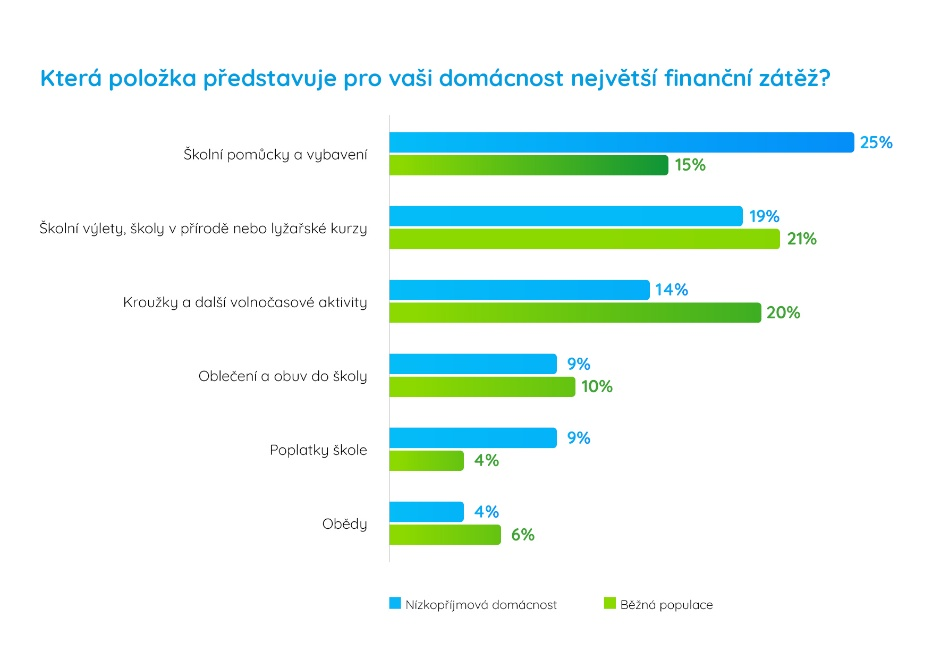 Která položka představuje pro vaši domácnost největší finanční zátěž?
Školní pomůcky a vybavení
25%
15%
Školní výlety, školy v přírodě nebo lyžařské kurzy
19%
21%
Kroužky a další volnočasové aktivity
14%
20%
Oblečení a obuv do školy
9%
10%
Poplatky škole
9%
4%
Obědy
4%
6%
Nízkopříjmová domácnost
Běžná populace